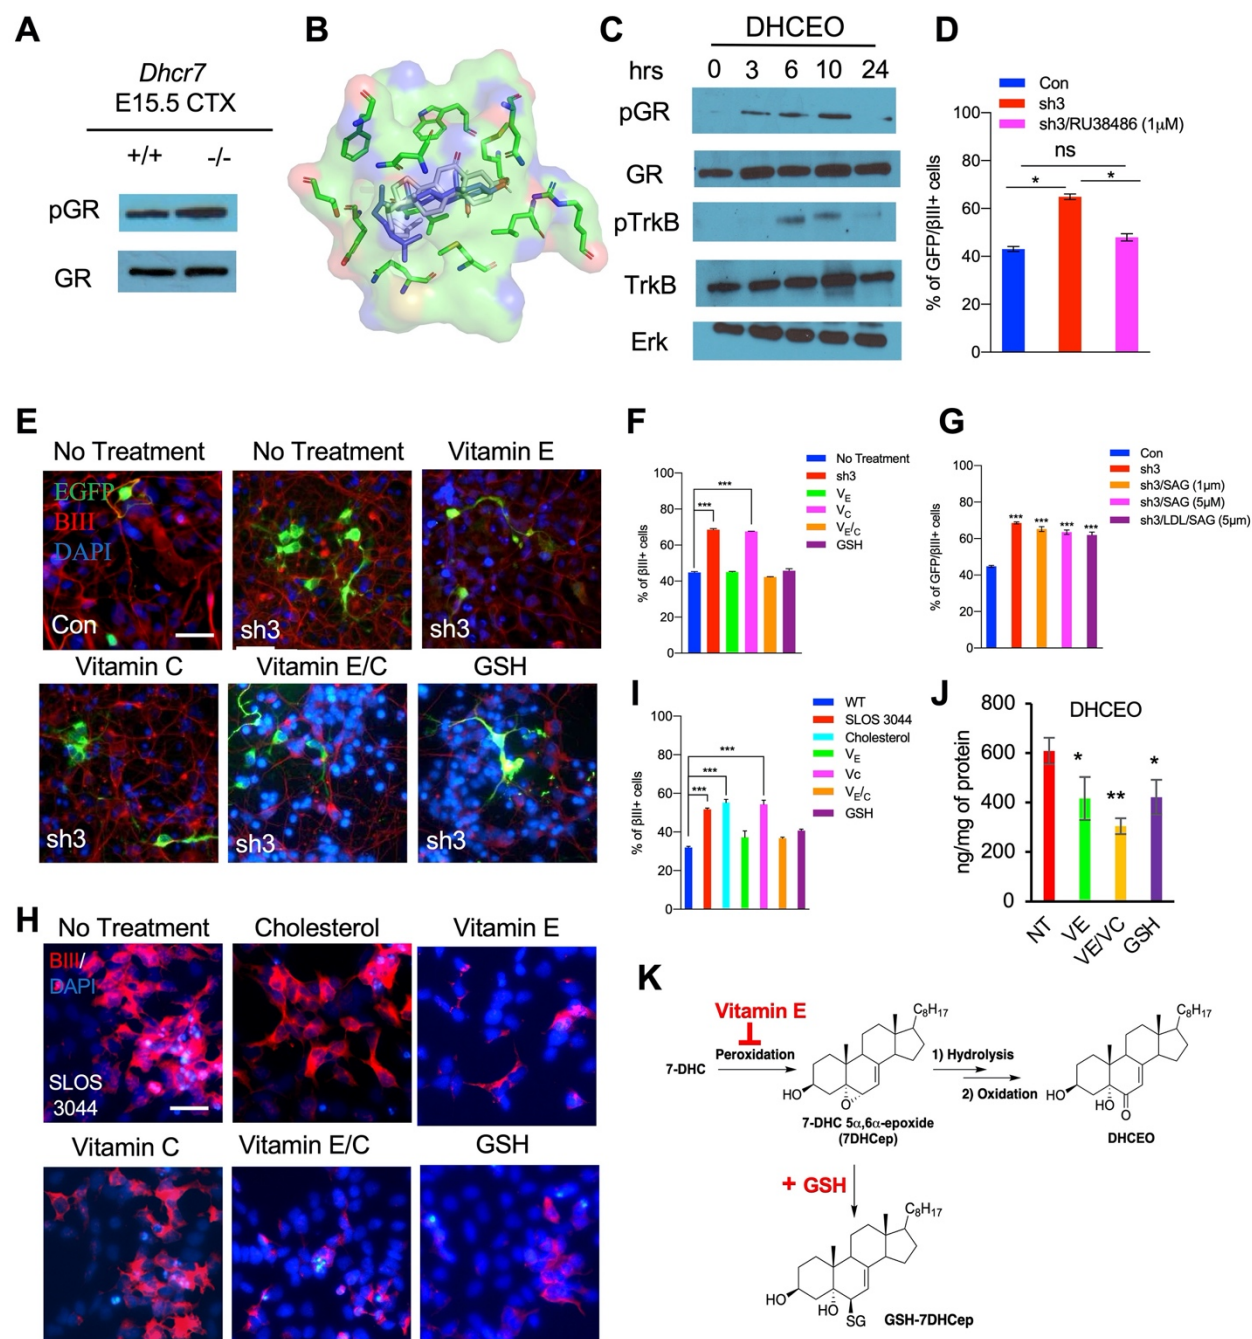 A
Dhcr7
E15.5 CTX
+/+ -/-
pGR
GR
B
C
DHCEO
hrs 0 3 6 10 24
pGR
GR
pTrkB
TrkB
Erk
D
Con
sh3
sh3/RU38486 (1μM)
% of GFP/βIII+ cells
100
80
60
40
20
0
ns
* *
E
No Treatment No Treatment Vitamin E
EGFP
BIII
DAPI
Con sh3 sh3
Vitamin C Vitamin E/C GSH
sh3 sh3 sh3
F
No Treatment
sh3
VE
VC
VE/C
GSH
% of βIII+ cells
100
80
60
40
20
0
***
***
G
Con
sh3
sh3/SAG (1μm)
sh3/SAG (5μM)
sh3/LDL/SAG (5μm)
% of GFP/βIII+ cells
100
80
60
40
20
0
*** *** *** ***
H
No Treatment Cholesterol Vitamin E
BIII/
DAPI
SLOS
3044
Vitamin C Vitamin E/C GSH
I
WT
SLOS 3044
Cholesterol
VE
Vc
VE/C
GSH
% of βIII+ cells
100
80
60
40
20
0
***
***
***
J
DHCEO
ng/mg of protein
800
600
400
200
0
* ** *
NT VE VE/VC GSH
K
Vitamin E
Peroxidation
7-DHC
C8H17
HO
O
7-DHC 5α,6α-epoxide
(7DHCep)
1) Hydrolysis
2) Oxidation
C8H17
HO
HO O
DHCEO
+ GSH
C8H17
HO
OH
SG
GSH-7DHCep